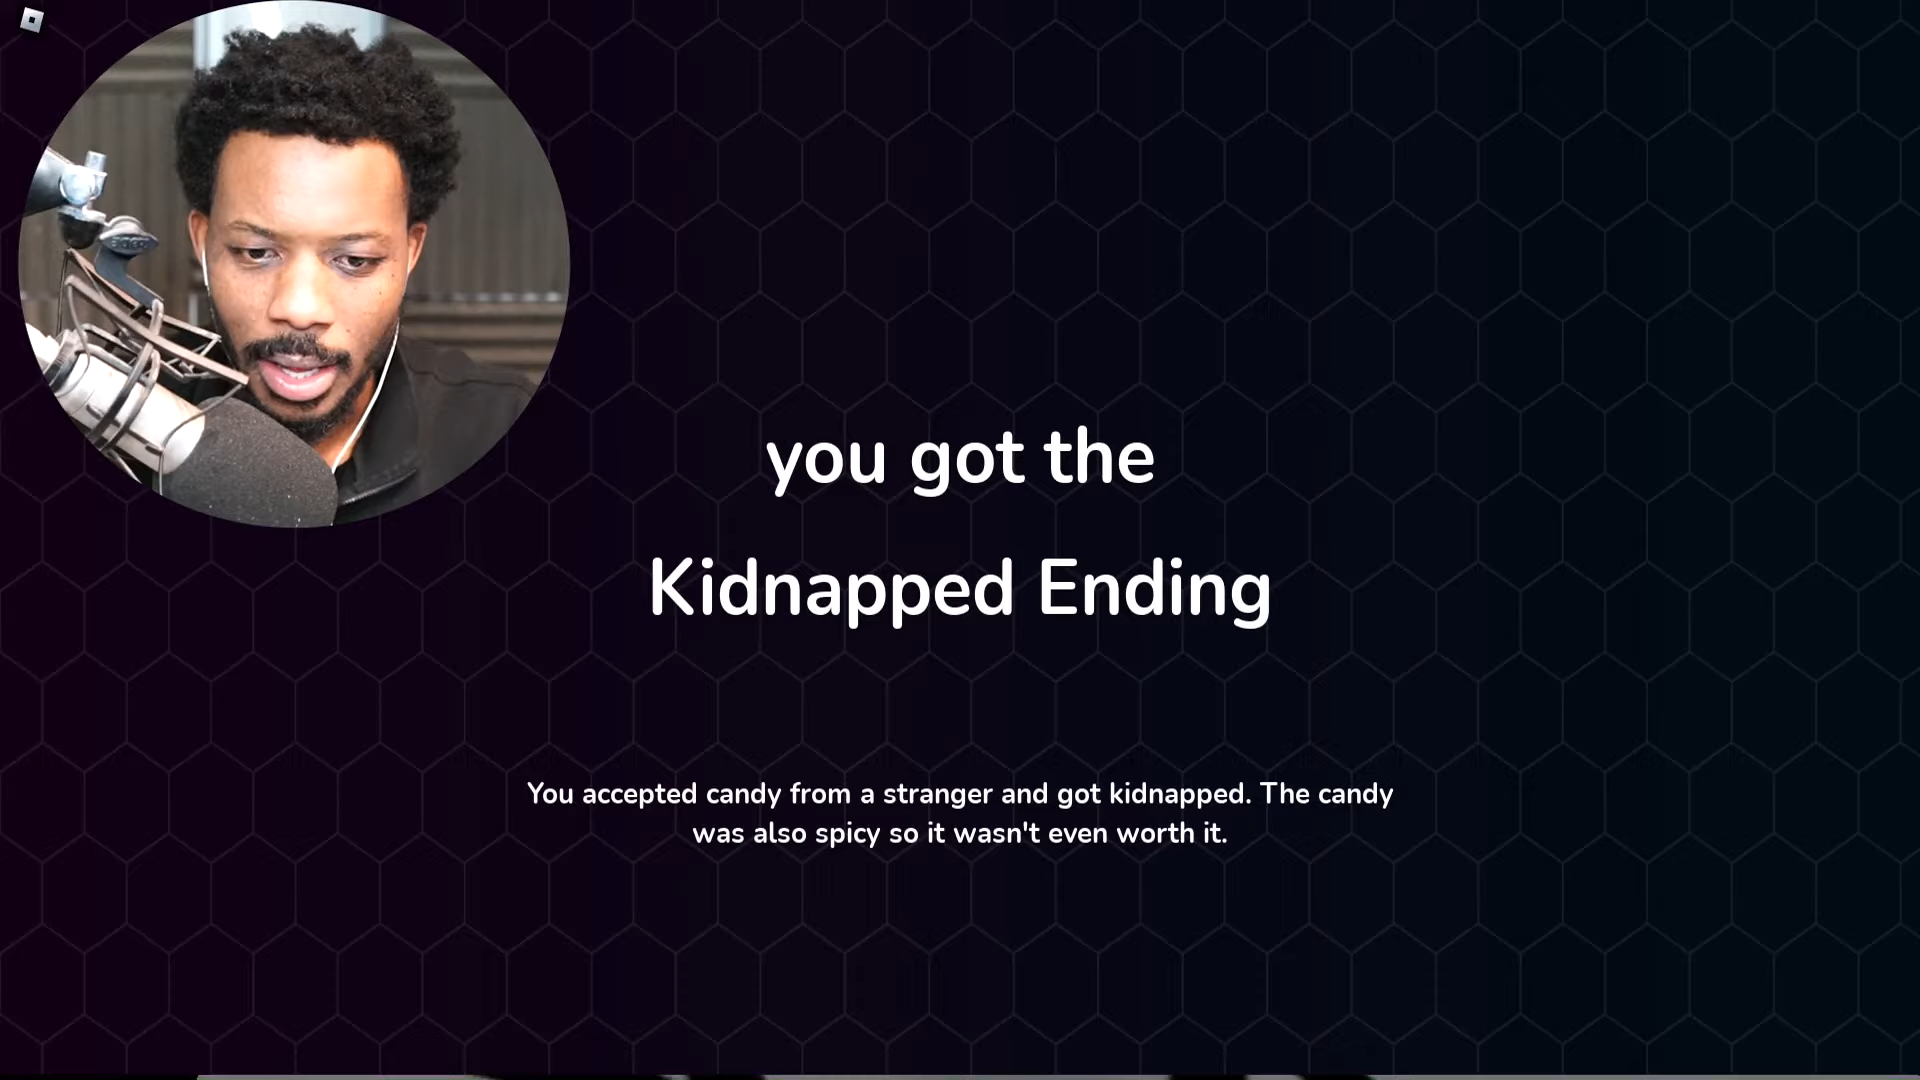 you got the
Kidnapped Ending
You accepted candy from a stranger and got kidnapped. The candy
was also spicy so it wasn't even worth it.